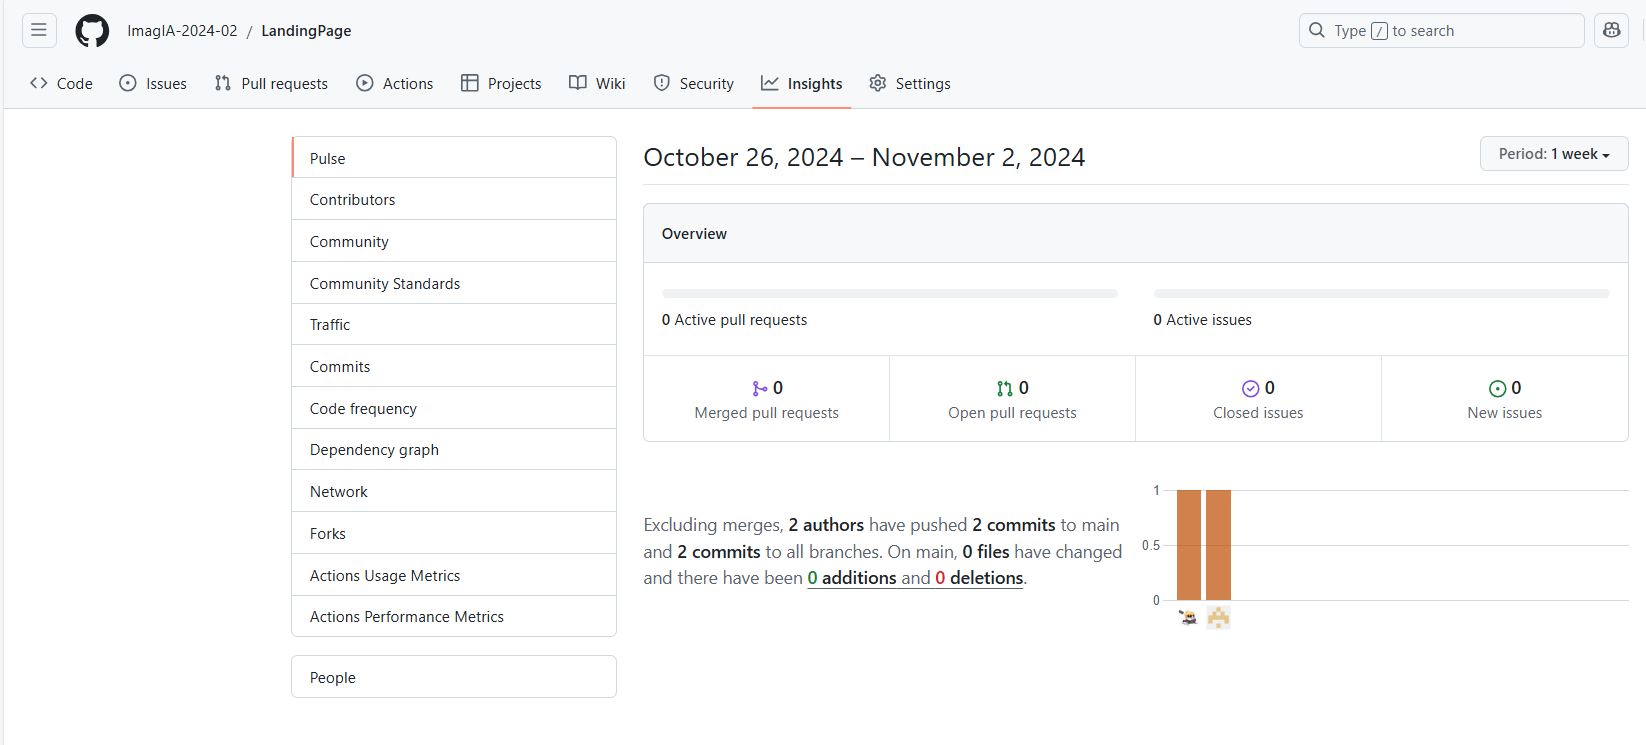 ImagIA-2024-02 / LandingPage
Type / to search
Code Issues Pull requests Actions Projects Wiki Security Insights Settings
Pulse
Contributors
Community
Community Standards
Traffic
Commits
Code frequency
Dependency graph
Network
Forks
Actions Usage Metrics
Actions Performance Metrics
People
October 26, 2024 – November 2, 2024
Period: 1 week
Overview
0 Active pull requests
0 Active issues
0
Merged pull requests
0
Open pull requests
0
Closed issues
0
New issues
Excluding merges, 2 authors have pushed 2 commits to main
and 2 commits to all branches. On main, 0 files have changed
and there have been 0 additions and 0 deletions.
1
0.5
0